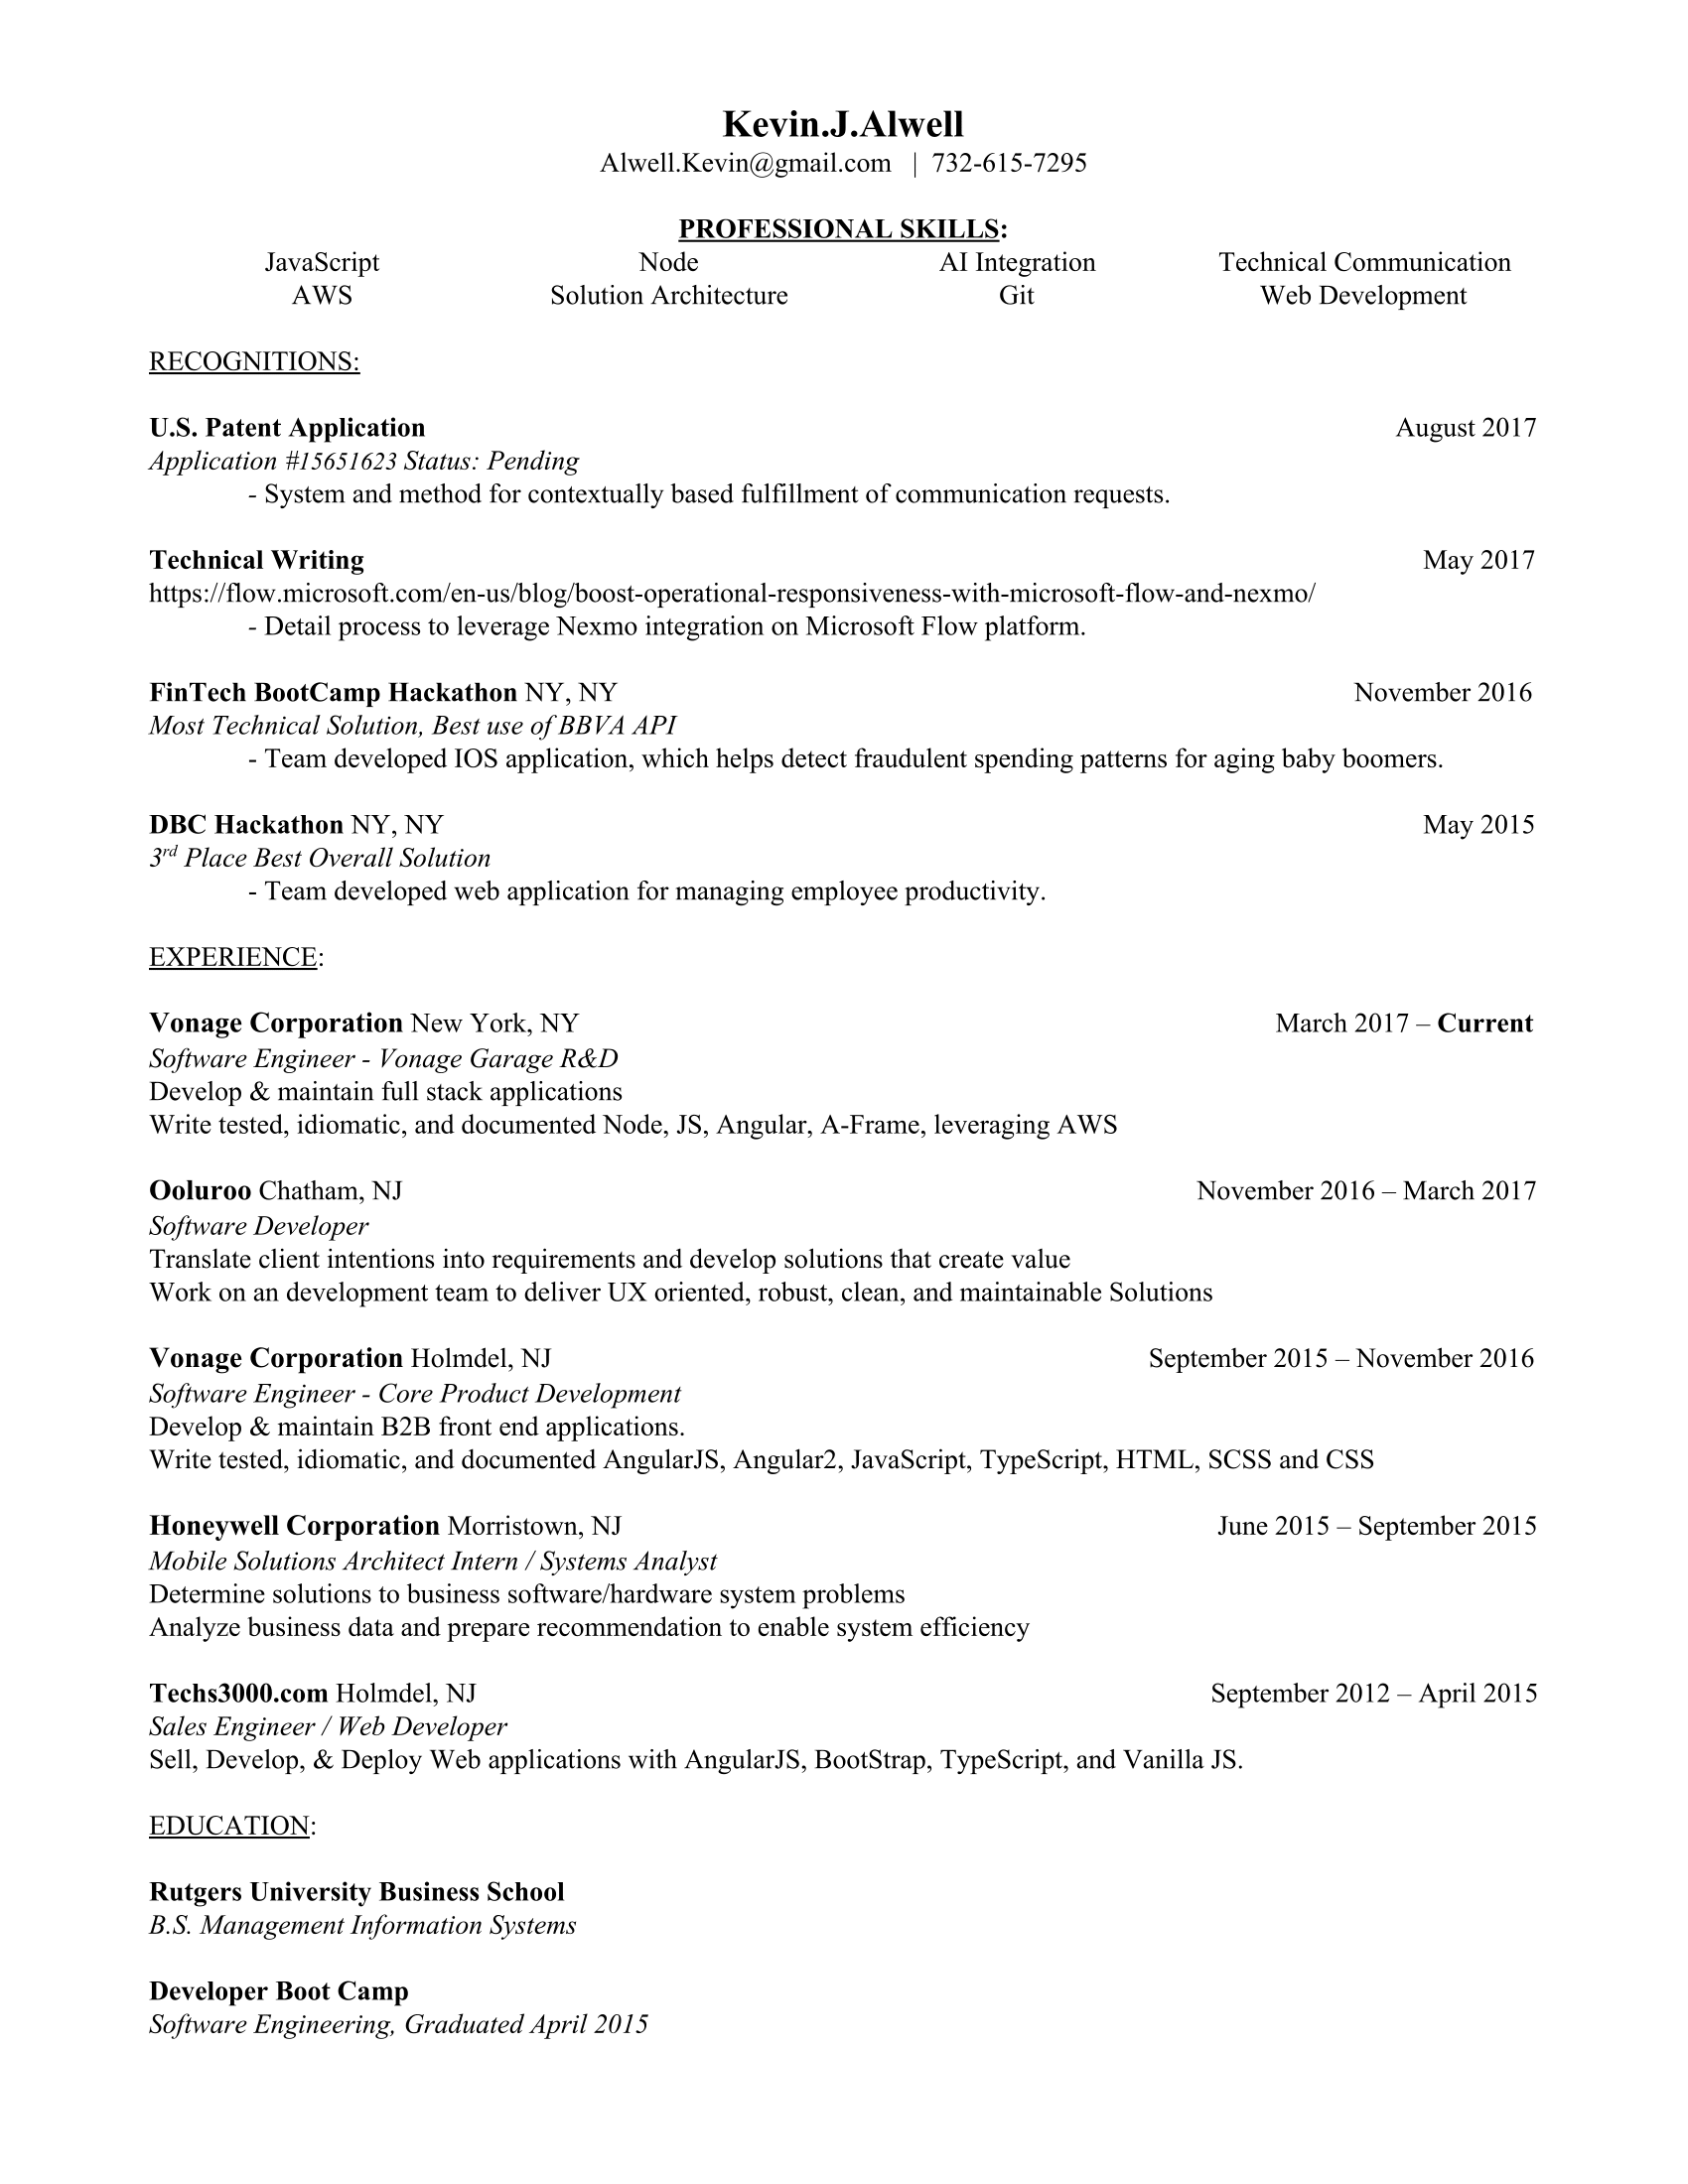 Kevin.J.Alwell
Alwell.Kevin@gmail.com | 732-615-7295
PROFESSIONAL SKILLS:
JavaScript Node AI Integration Technical Communication
AWS Solution Architecture Git Web Development
RECOGNITIONS:
U.S. Patent Application August 2017
Application #15651623 Status: Pending
- System and method for contextually based fulfillment of communication requests.
Technical Writing May 2017
https://flow.microsoft.com/en-us/blog/boost-operational-responsiveness-with-microsoft-flow-and-nexmo/
- Detail process to leverage Nexmo integration on Microsoft Flow platform.
FinTech BootCamp Hackathon NY, NY November 2016
Most Technical Solution, Best use of BBVA API
- Team developed IOS application, which helps detect fraudulent spending patterns for aging baby boomers.
DBC Hackathon NY, NY May 2015
3rd Place Best Overall Solution
- Team developed web application for managing employee productivity.
EXPERIENCE:
Vonage Corporation New York, NY March 2017 – Current
Software Engineer - Vonage Garage R&D
Develop & maintain full stack applications
Write tested, idiomatic, and documented Node, JS, Angular, A-Frame, leveraging AWS
Ooluroo Chatham, NJ November 2016 – March 2017
Software Developer
Translate client intentions into requirements and develop solutions that create value
Work on an development team to deliver UX oriented, robust, clean, and maintainable Solutions
Vonage Corporation Holmdel, NJ September 2015 – November 2016
Software Engineer - Core Product Development
Develop & maintain B2B front end applications.
Write tested, idiomatic, and documented AngularJS, Angular2, JavaScript, TypeScript, HTML, SCSS and CSS
Honeywell Corporation Morristown, NJ June 2015 – September 2015
Mobile Solutions Architect Intern / Systems Analyst
Determine solutions to business software/hardware system problems
Analyze business data and prepare recommendation to enable system efficiency
Techs3000.com Holmdel, NJ September 2012 – April 2015
Sales Engineer / Web Developer
Sell, Develop, & Deploy Web applications with AngularJS, BootStrap, TypeScript, and Vanilla JS.
EDUCATION:
Rutgers University Business School
B.S. Management Information Systems
Developer Boot Camp
Software Engineering, Graduated April 2015